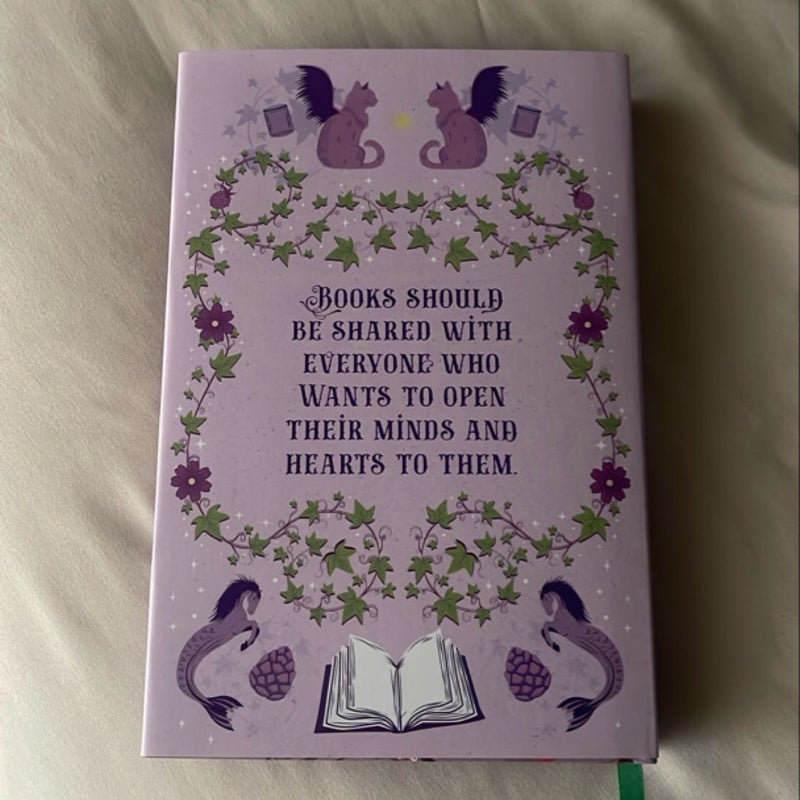 Books should
be shared with
everyone who
wants to open
their minds and
hearts to them.